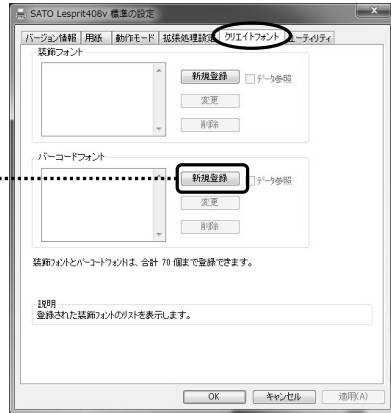 SATO Lesprit408v 標準の設定
バージョン情報 用紙 動作モード 拡張処理設定 クリエイトフォント ユーティリティ
装飾フォント
新規登録 データ参照
変更
削除
バーコードフォント
新規登録 データ参照
変更
削除
装飾フォントとバーコードフォントは、合計 70 個まで登録できます。
説明
登録された装飾フォントのリストを表示します。
OK キャンセル 適用(A)